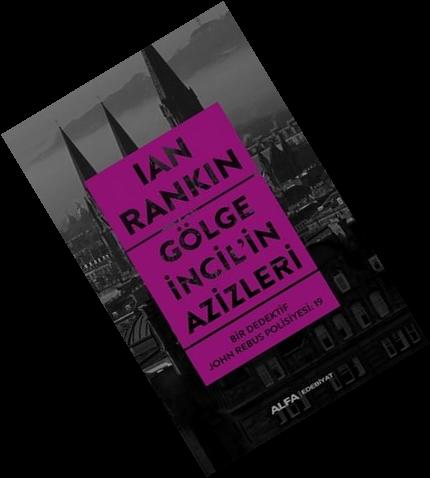 IAN
RANKIN
GÖLGE
İNCİL'İN
AZİZLERİ
BİR DEDEKTİF
JOHN REBUS POLİSİYESİ: 19
ALFA | EDEBİYAT